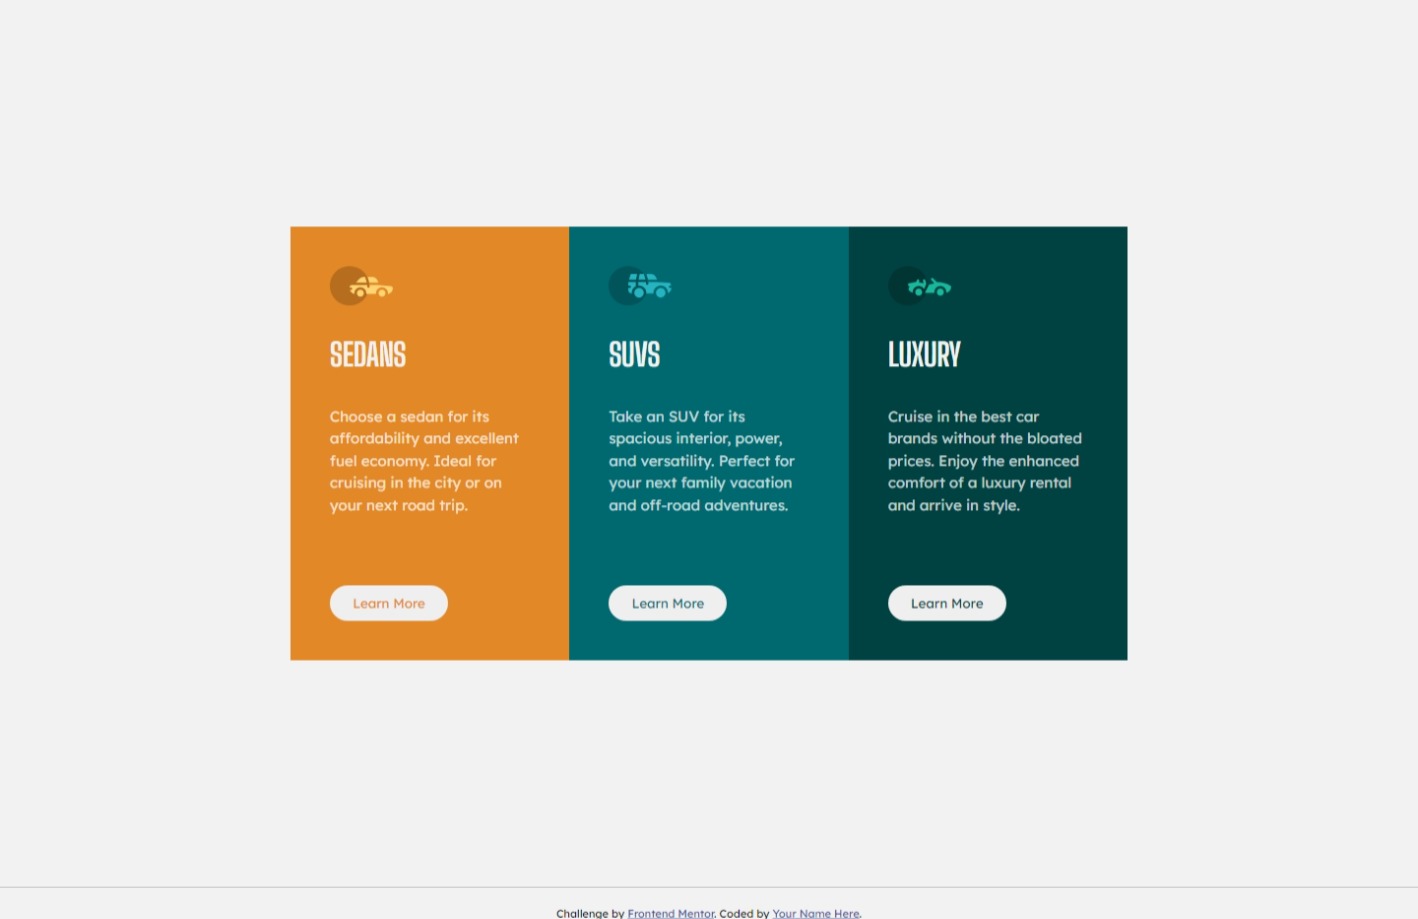 SEDANS
Choose a sedan for its
affordability and excellent
fuel economy. Ideal for
cruising in the city or on
your next road trip.
Learn More
SUVS
Take an SUV for its
spacious interior, power,
and versatility. Perfect for
your next family vacation
and off-road adventures.
Learn More
LUXURY
Cruise in the best car
brands without the bloated
prices. Enjoy the enhanced
comfort of a luxury rental
and arrive in style.
Learn More
Challenge by Frontend Mentor. Coded by Your Name Here.